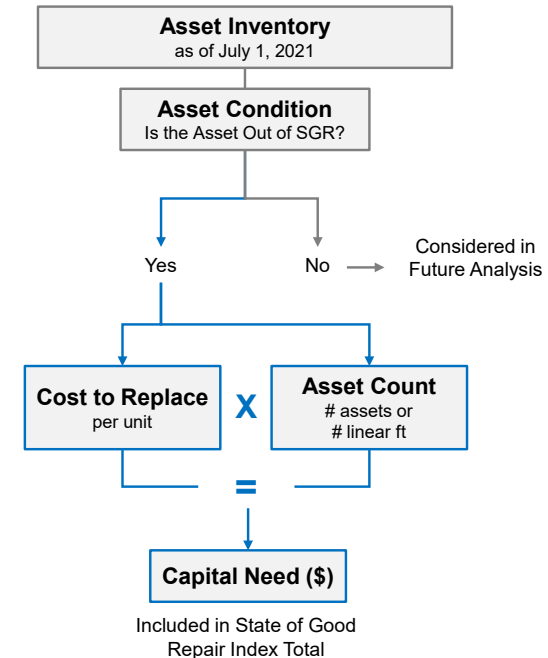 Asset Inventory
as of July 1, 2021
Asset Condition
Is the Asset Out of SGR?
Yes
No
Considered in
Future Analysis
Cost to Replace
per unit
X
Asset Count
# assets or
# linear ft
=
Capital Need ($)
Included in State of Good
Repair Index Total